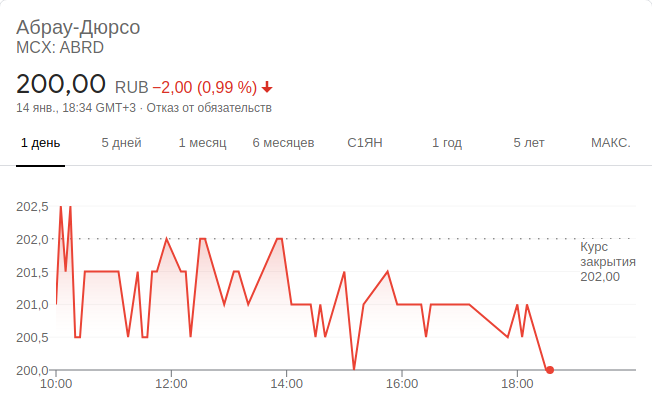 Абрау-Дюрсо
MCX: ABRD
200,00 RUB −2,00 (0,99 %)
14 янв., 18:34 GMT+3 · Отказ от обязательств
1 день 5 дней 1 месяц 6 месяцев С1ЯН 1 год 5 лет МАКС.
202,5
202,0
Курс
закрытия
202,00
201,5
201,0
200,5
200,0
10:00 12:00 14:00 16:00 18:00